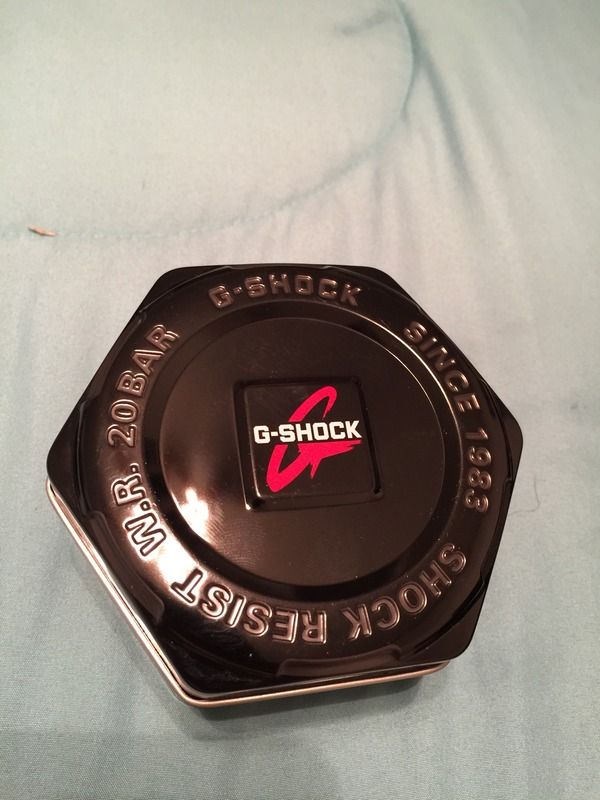 G-SHOCK
SINCE 1983
SHOCK RESIST
W.R. 20BAR
G-SHOCK